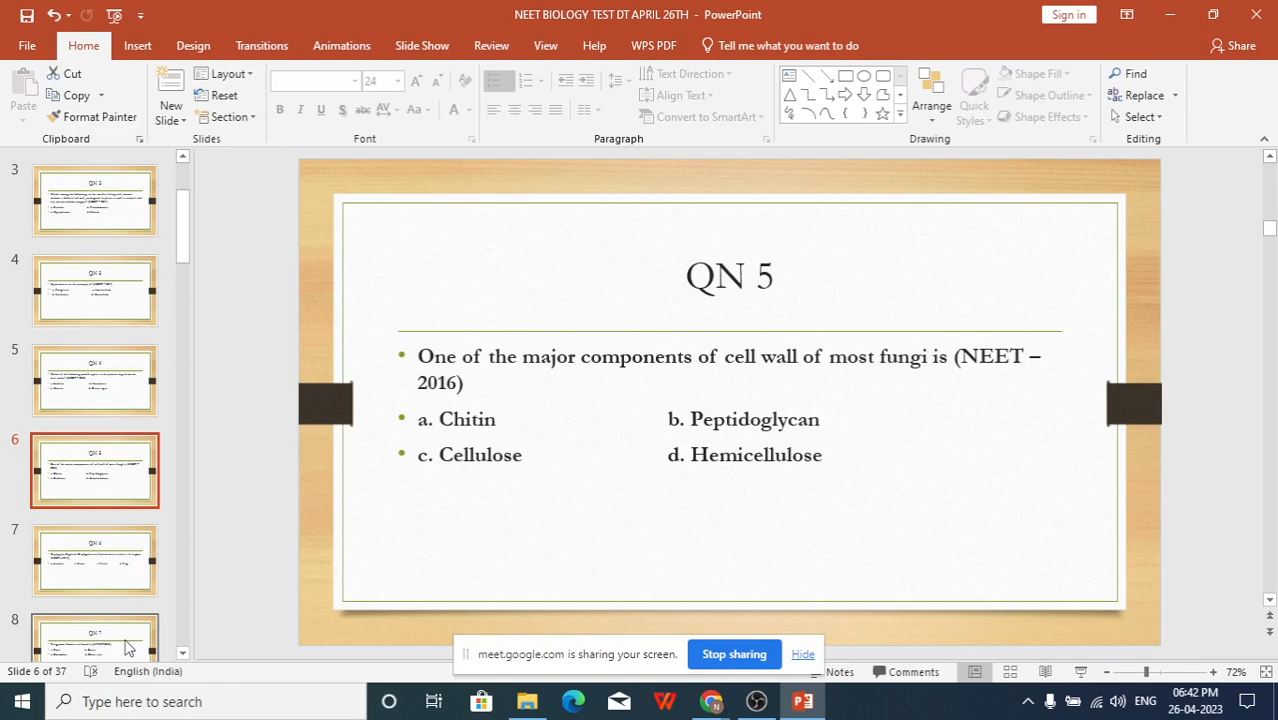 NEET BIOLOGY TEST DT APRIL 26TH - PowerPoint
Sign in
File Home Insert Design Transitions Animations Slide Show Review View Help WPS PDF Tell me what you want to do Share
Paste
Cut
Copy
Format Painter
Clipboard
New Slide
Layout
Reset
Section
Slides
24
B I U S abc AV Aa A
Font
Paragraph
Text Direction
Align Text
Convert to SmartArt
Arrange
Quick Styles
Shape Fill
Shape Outline
Shape Effects
Drawing
Find
Replace
Select
Editing
3
4
5
6
7
8
QN 5
• One of the major components of cell wall of most fungi is (NEET –
2016)
• a. Chitin b. Peptidoglycan
• c. Cellulose d. Hemicellulose
meet.google.com is sharing your screen. Stop sharing Hide
Slide 6 of 37 English (India) Notes Comments 72%
Type here to search
ENG
06:42 PM
26-04-2023